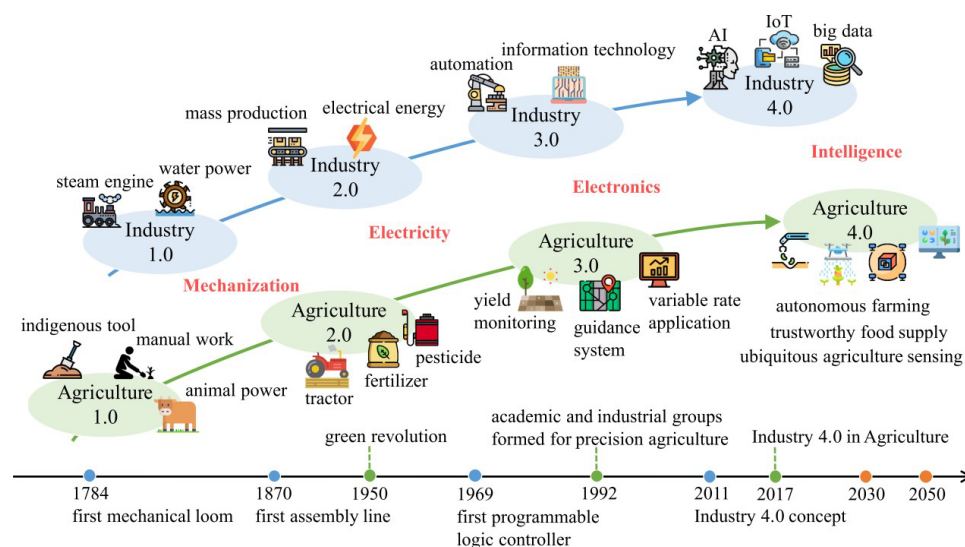 AI
IoT
big data
Industry
4.0
automation
information technology
Industry
3.0
mass production
electrical energy
Industry
2.0
steam engine
water power
Industry
1.0
Intelligence
Electronics
Electricity
Mechanization
Agriculture
4.0
autonomous farming
trustworthy food supply
ubiquitous agriculture sensing
Agriculture
3.0
yield
monitoring
guidance
system
variable rate
application
Agriculture
2.0
tractor
fertilizer
pesticide
indigenous tool
manual work
animal power
Agriculture
1.0
green revolution
academic and industrial groups
formed for precision agriculture
Industry 4.0 in Agriculture
1784
1870
1950
1969
1992
2011
2017
2030
2050
first mechanical loom
first assembly line
first programmable
logic controller
Industry 4.0 concept